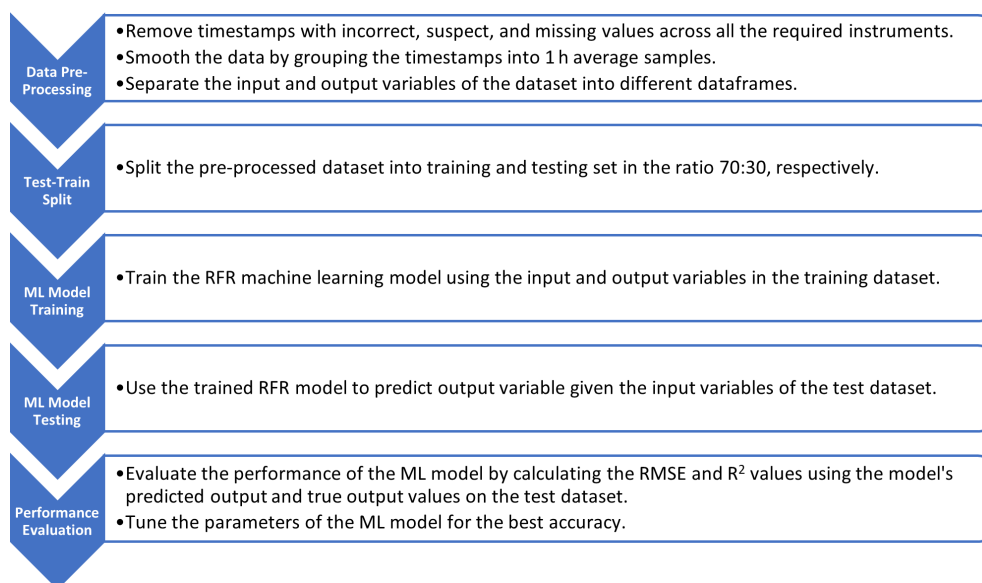 Data Pre-
Processing
•Remove timestamps with incorrect, suspect, and missing values across all the required instruments.
•Smooth the data by grouping the timestamps into 1 h average samples.
•Separate the input and output variables of the dataset into different dataframes.
Test-Train
Split
•Split the pre-processed dataset into training and testing set in the ratio 70:30, respectively.
ML Model
Training
•Train the RFR machine learning model using the input and output variables in the training dataset.
ML Model
Testing
•Use the trained RFR model to predict output variable given the input variables of the test dataset.
Performance
Evaluation
•Evaluate the performance of the ML model by calculating the RMSE and R² values using the model's
predicted output and true output values on the test dataset.
•Tune the parameters of the ML model for the best accuracy.